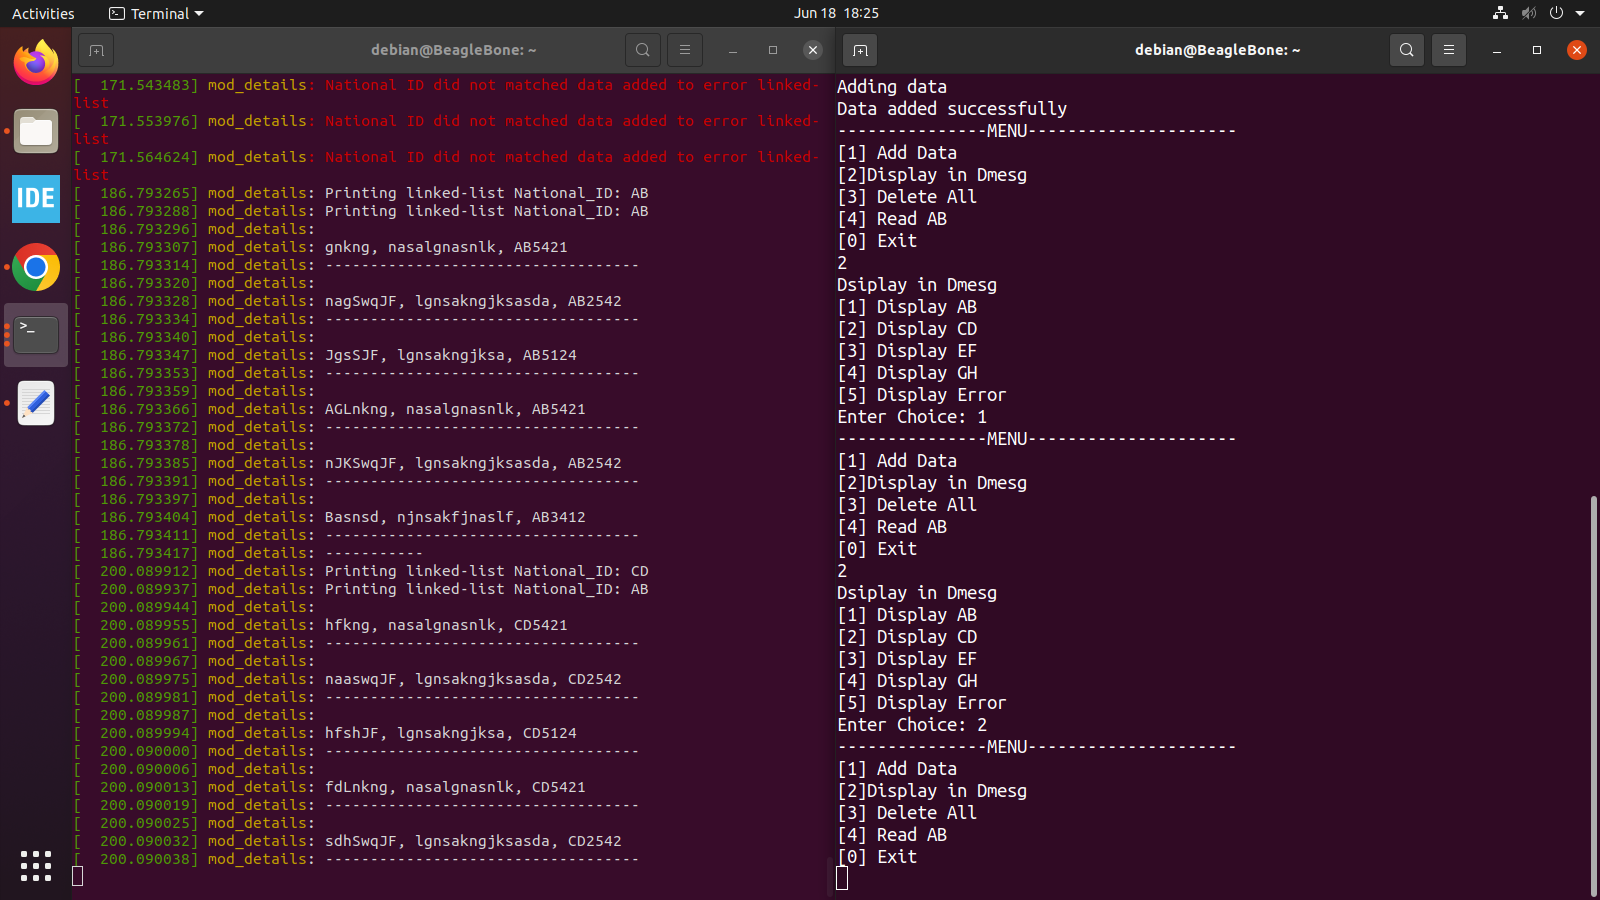 Activities
Terminal
Jun 18 18:25
debian@BeagleBone: ~
[  171.543483] mod_details: National ID did not matched data added to error linked-
list
[  171.553976] mod_details: National ID did not matched data added to error linked-
list
[  171.564624] mod_details: National ID did not matched data added to error linked-
list
[  186.793265] mod_details: Printing linked-list National_ID: AB
[  186.793288] mod_details: Printing linked-list National_ID: AB
[  186.793296] mod_details:
[  186.793307] mod_details: gnkng, nasalgnasnlk, AB5421
[  186.793314] mod_details: -----------------------------------
[  186.793320] mod_details:
[  186.793328] mod_details: nagSwqJF, lgnsakngjksasda, AB2542
[  186.793334] mod_details: -----------------------------------
[  186.793340] mod_details:
[  186.793347] mod_details: JgsSJF, lgnsakngjksa, AB5124
[  186.793353] mod_details: -----------------------------------
[  186.793359] mod_details:
[  186.793366] mod_details: AGLnkng, nasalgnasnlk, AB5421
[  186.793372] mod_details: -----------------------------------
[  186.793378] mod_details:
[  186.793385] mod_details: nJKSwqJF, lgnsakngjksasda, AB2542
[  186.793391] mod_details: -----------------------------------
[  186.793397] mod_details:
[  186.793404] mod_details: Basnsd, njnsakfjnaslf, AB3412
[  186.793411] mod_details: -----------------------------------
[  186.793417] mod_details: -----------
[  200.089912] mod_details: Printing linked-list National_ID: CD
[  200.089937] mod_details: Printing linked-list National_ID: AB
[  200.089944] mod_details:
[  200.089955] mod_details: hfkng, nasalgnasnlk, CD5421
[  200.089961] mod_details: -----------------------------------
[  200.089967] mod_details:
[  200.089975] mod_details: naaswqJF, lgnsakngjksasda, CD2542
[  200.089981] mod_details: -----------------------------------
[  200.089987] mod_details:
[  200.089994] mod_details: hfshJF, lgnsakngjksa, CD5124
[  200.090000] mod_details: -----------------------------------
[  200.090006] mod_details:
[  200.090013] mod_details: fdLnkng, nasalgnasnlk, CD5421
[  200.090019] mod_details: -----------------------------------
[  200.090025] mod_details:
[  200.090032] mod_details: sdhSwqJF, lgnsakngjksasda, CD2542
[  200.090038] mod_details: -----------------------------------
debian@BeagleBone: ~
Adding data
Data added successfully
---------------MENU---------------------
[1] Add Data
[2]Display in Dmesg
[3] Delete All
[4] Read AB
[0] Exit
2
Dsiplay in Dmesg
[1] Display AB
[2] Display CD
[3] Display EF
[4] Display GH
[5] Display Error
Enter Choice: 1
---------------MENU---------------------
[1] Add Data
[2]Display in Dmesg
[3] Delete All
[4] Read AB
[0] Exit
2
Dsiplay in Dmesg
[1] Display AB
[2] Display CD
[3] Display EF
[4] Display GH
[5] Display Error
Enter Choice: 2
---------------MENU---------------------
[1] Add Data
[2]Display in Dmesg
[3] Delete All
[4] Read AB
[0] Exit
IDE
>_